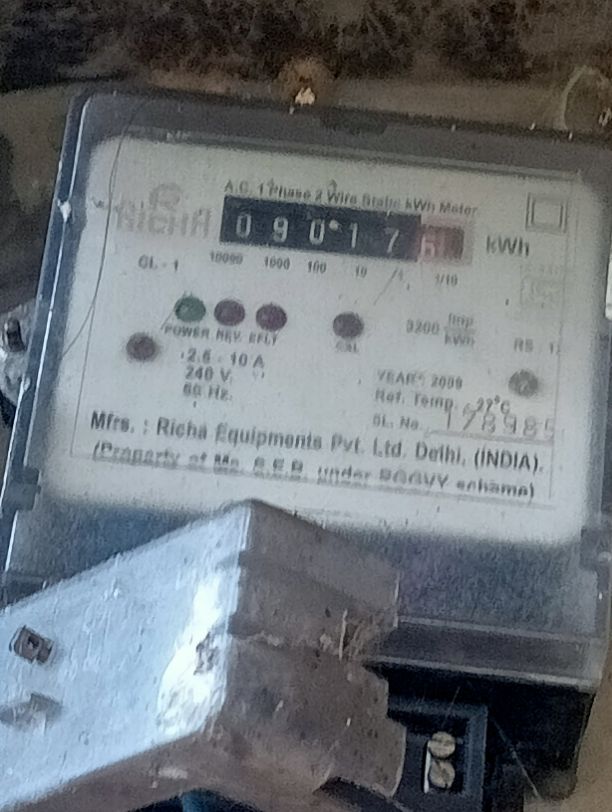 A.C. 1 Phase 2 Wire Static kWh Meter
RICHA
0 9 0 1 7 kWh
CL - 1
10000 1000 100 10 1 1/10
POWER REV. EFLT CAL
3200 Imp/kWh
2.5 - 10 A
240 V.
50 Hz.
YEAR: 2009
Ref. Temp. 27°C
SL. No. 178985
Mfrs. : Richa Equipments Pvt. Ltd. Delhi, (INDIA).
(Property of Ms. S.E.B. under RGGVY scheme)